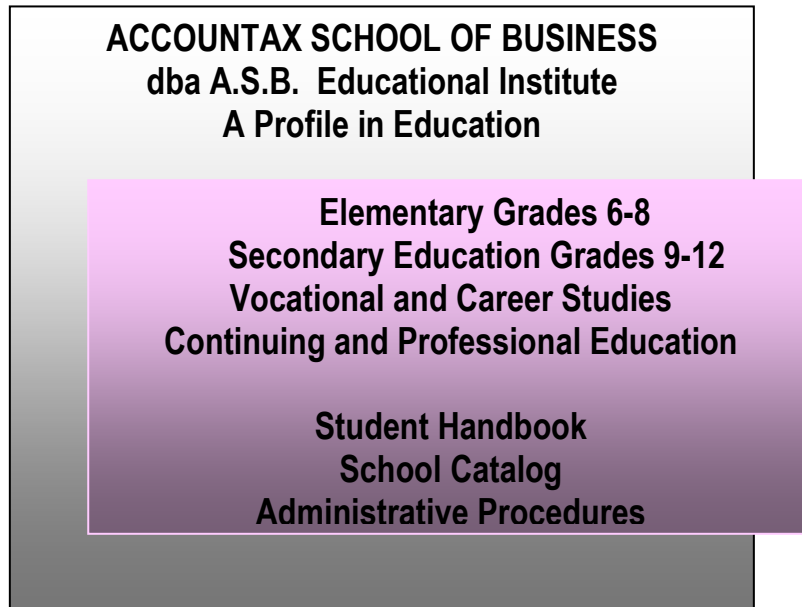 ACCOUNTAX SCHOOL OF BUSINESS
dba A.S.B. Educational Institute
A Profile in Education
Elementary Grades 6-8
Secondary Education Grades 9-12
Vocational and Career Studies
Continuing and Professional Education
Student Handbook
School Catalog
Administrative Procedures